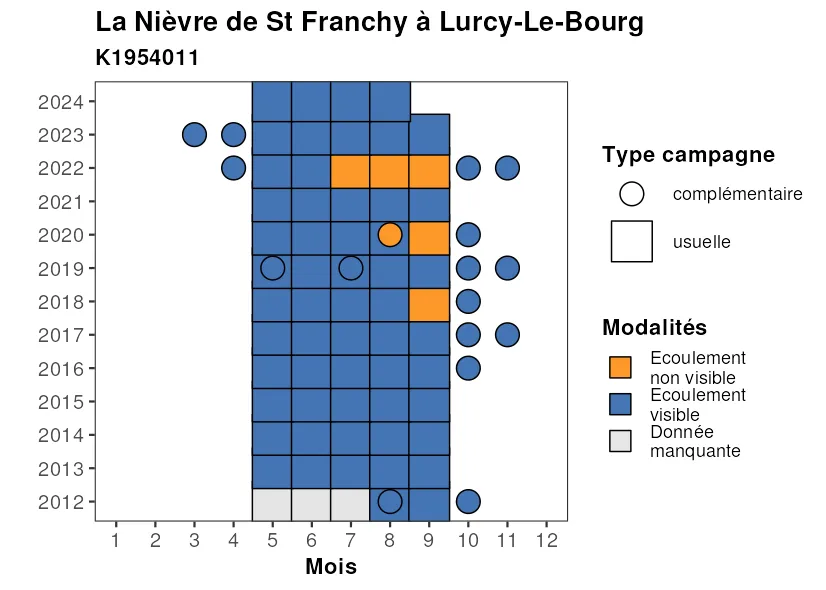 La Nièvre de St Franchy à Lurcy-Le-Bourg
K1954011
2024
2023
2022
2021
2020
2019
2018
2017
2016
2015
2014
2013
2012
1 2 3 4 5 6 7 8 9 10 11 12
Mois
Type campagne
complémentaire
usuelle
Modalités
Ecoulement
non visible
Ecoulement
visible
Donnée
manquante